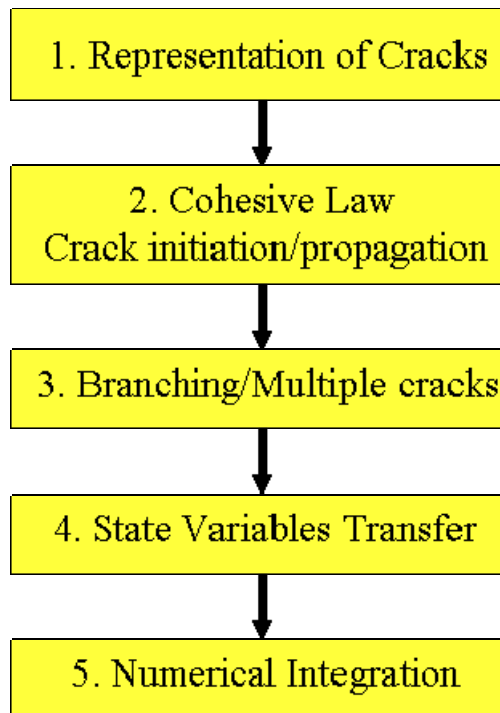 1. Representation of Cracks
2. Cohesive Law
Crack initiation/propagation
3. Branching/Multiple cracks
4. State Variables Transfer
5. Numerical Integration